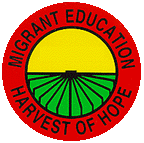 MIGRANT EDUCATION
HARVEST OF HOPE